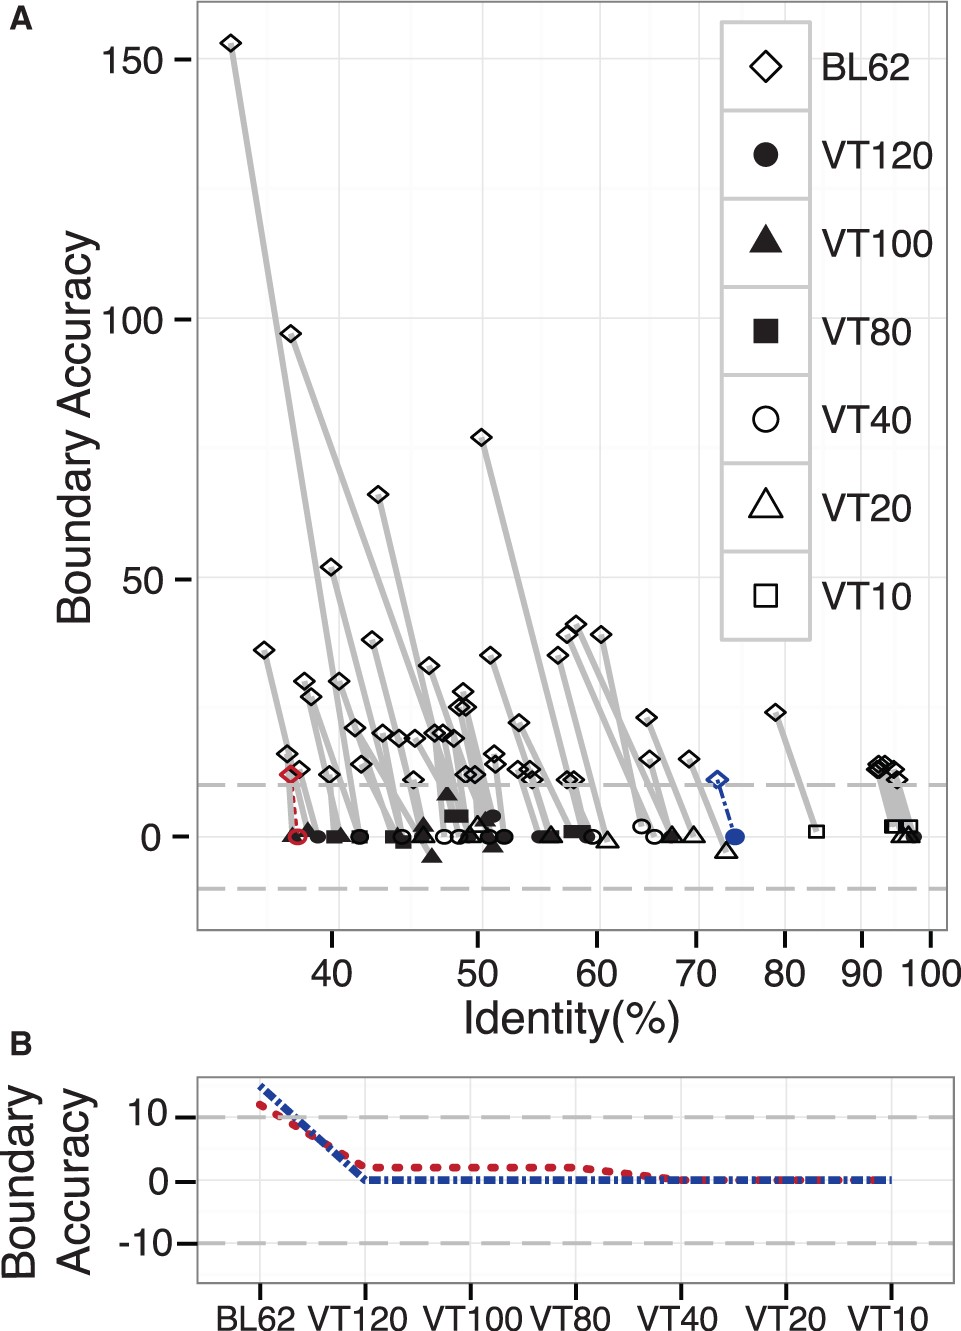 A
150
100
50
0
Boundary Accuracy
BL62
VT120
VT100
VT80
VT40
VT20
VT10
40 50 60 70 80 90 100
Identity(%)
B
Boundary
Accuracy
10
0
-10
BL62 VT120 VT100 VT80 VT40 VT20 VT10